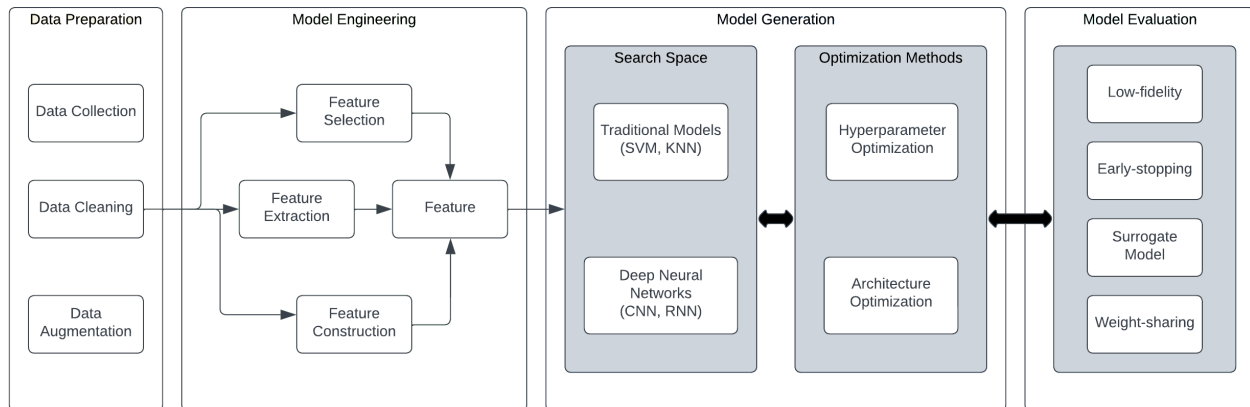 Data Preparation
Data Collection
Data Cleaning
Data
Augmentation
Model Engineering
Feature
Selection
Feature
Extraction
Feature
Feature
Construction
Model Generation
Search Space
Traditional Models
(SVM, KNN)
Deep Neural
Networks
(CNN, RNN)
Optimization Methods
Hyperparameter
Optimization
Architecture
Optimization
Model Evaluation
Low-fidelity
Early-stopping
Surrogate
Model
Weight-sharing